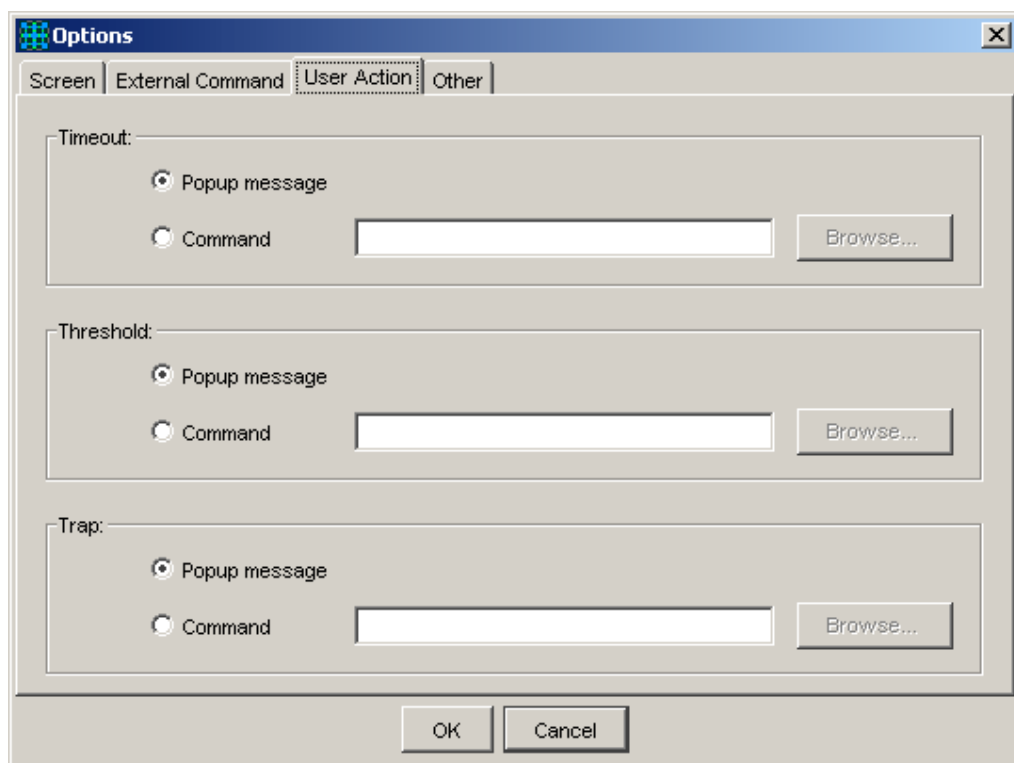 Options
Screen External Command User Action Other
Timeout:
Popup message
Command Browse...
Threshold:
Popup message
Command Browse...
Trap:
Popup message
Command Browse...
OK Cancel